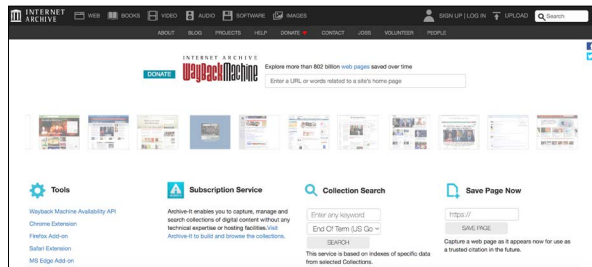 INTERNET ARCHIVE
WEB BOOKS VIDEO AUDIO SOFTWARE IMAGES
SIGN UP | LOG IN UPLOAD Search
ABOUT BLOG PROJECTS HELP DONATE CONTACT JOBS VOLUNTEER PEOPLE
INTERNET ARCHIVE
DONATE WayBackMachine
Explore more than 802 billion web pages saved over time
Enter a URL or words related to a site's home page
Tools
Wayback Machine Availability API
Chrome Extension
Firefox Add-on
Safari Extension
MS Edge Add-on
Subscription Service
Archive-It enables you to capture, manage and
search collections of digital content without any
technical expertise or hosting facilities.Visit
Archive-It to build and browse the collections.
Collection Search
Enter any keyword
End Of Term (US Go
SEARCH
This service is based on indexes of specific data
from selected Collections.
Save Page Now
https://
SAVE PAGE
Capture a web page as it appears now for use as
a trusted citation in the future.